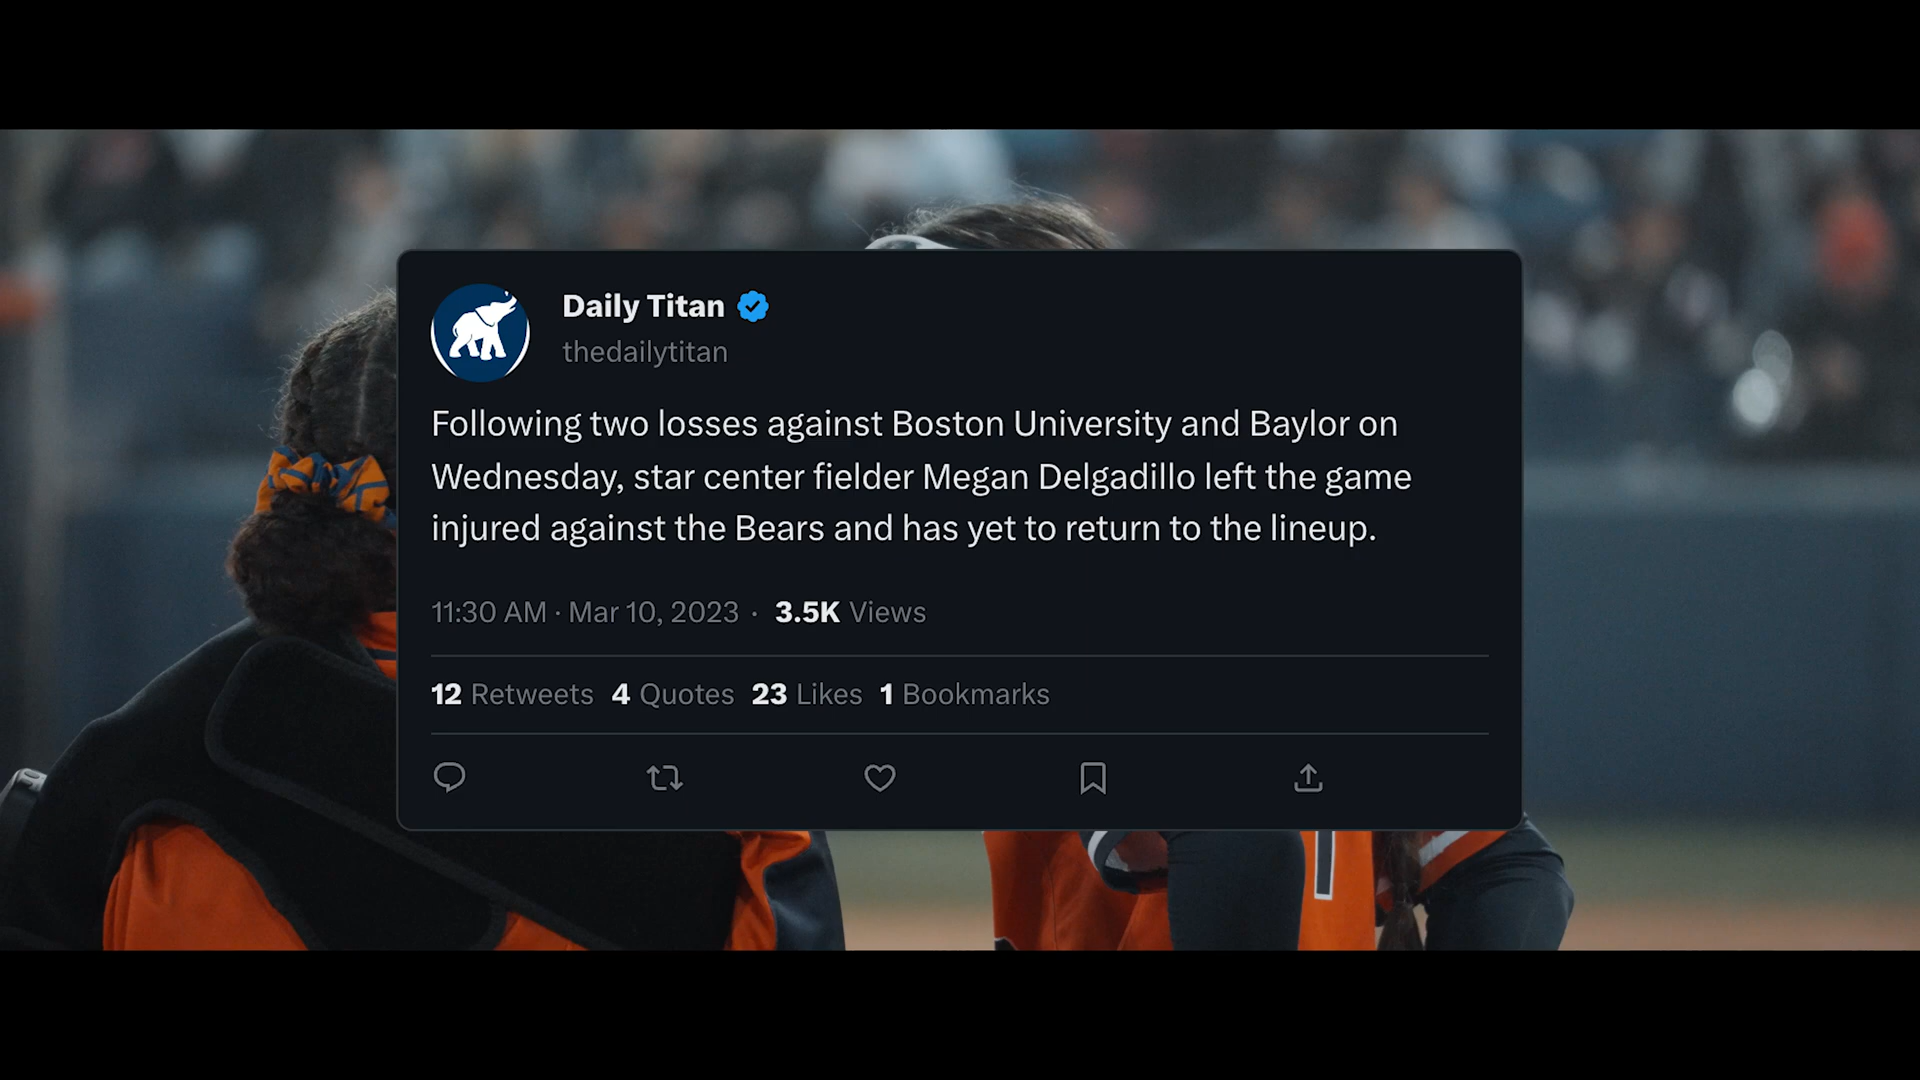 Daily Titan
thedailytitan
Following two losses against Boston University and Baylor on
Wednesday, star center fielder Megan Delgadillo left the game
injured against the Bears and has yet to return to the lineup.
11:30 AM · Mar 10, 2023 · 3.5K Views
12 Retweets 4 Quotes 23 Likes 1 Bookmarks